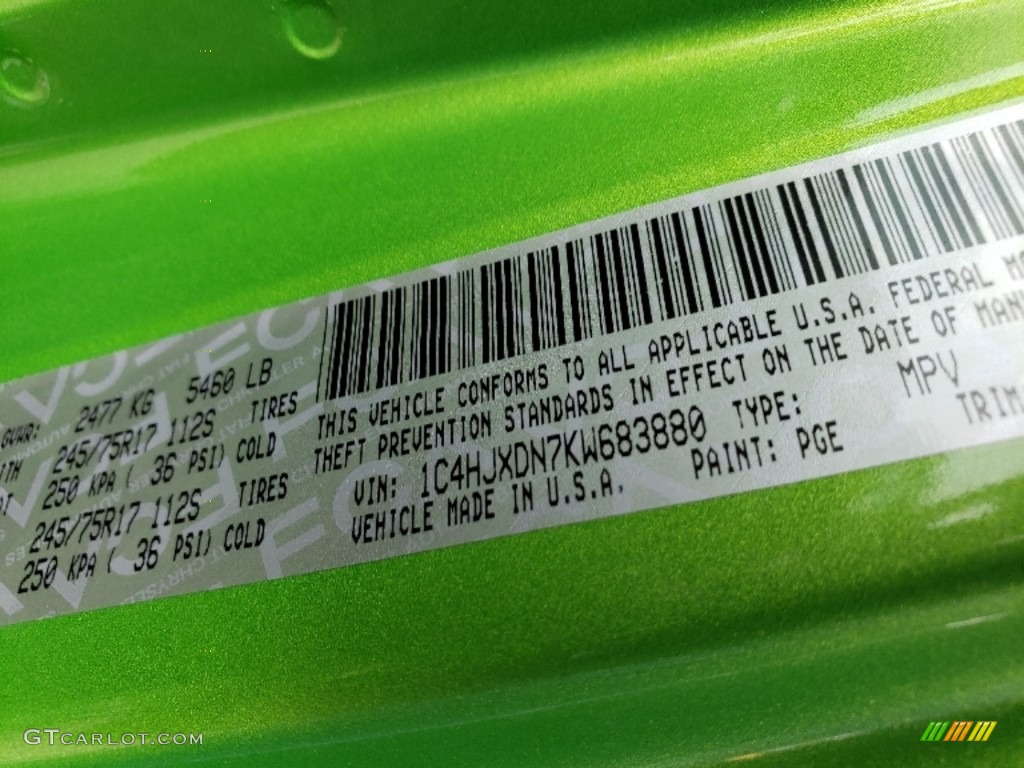 GVWR: 2477 KG 5460 LB
245/75R17 112S TIRES
250 KPA ( 36 PSI) COLD
245/75R17 112S TIRES
250 KPA ( 36 PSI) COLD
THIS VEHICLE CONFORMS TO ALL APPLICABLE U.S.A. FEDERAL
THEFT PREVENTION STANDARDS IN EFFECT ON THE DATE OF
VIN: 1C4HJXDN7KW683880 TYPE: MPV
VEHICLE MADE IN U.S.A. PAINT: PGE TRIM
GTCARLOT.COM